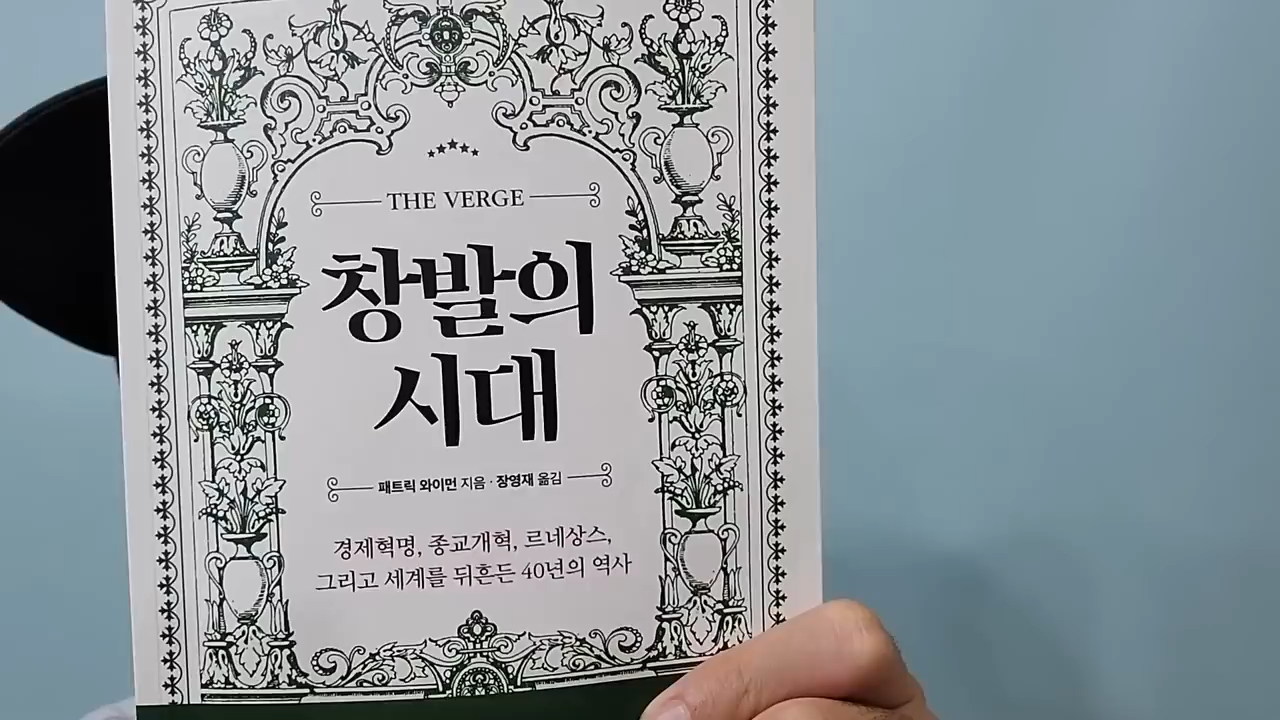 THE VERGE
창발의
시대
패트릭 와이먼 지음 · 장영재 옮김
경제혁명, 종교개혁, 르네상스,
그리고 세계를 뒤흔든 40년의 역사